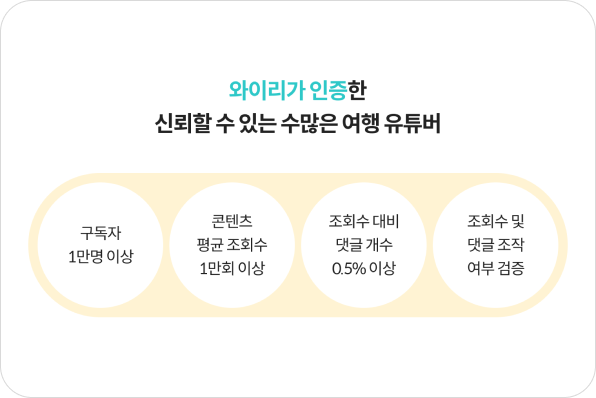 와이리가 인증한
신뢰할 수 있는 수많은 여행 유튜버
구독자
1만명 이상
콘텐츠
평균 조회수
1만회 이상
조회수 대비
댓글 개수
0.5% 이상
조회수 및
댓글 조작
여부 검증